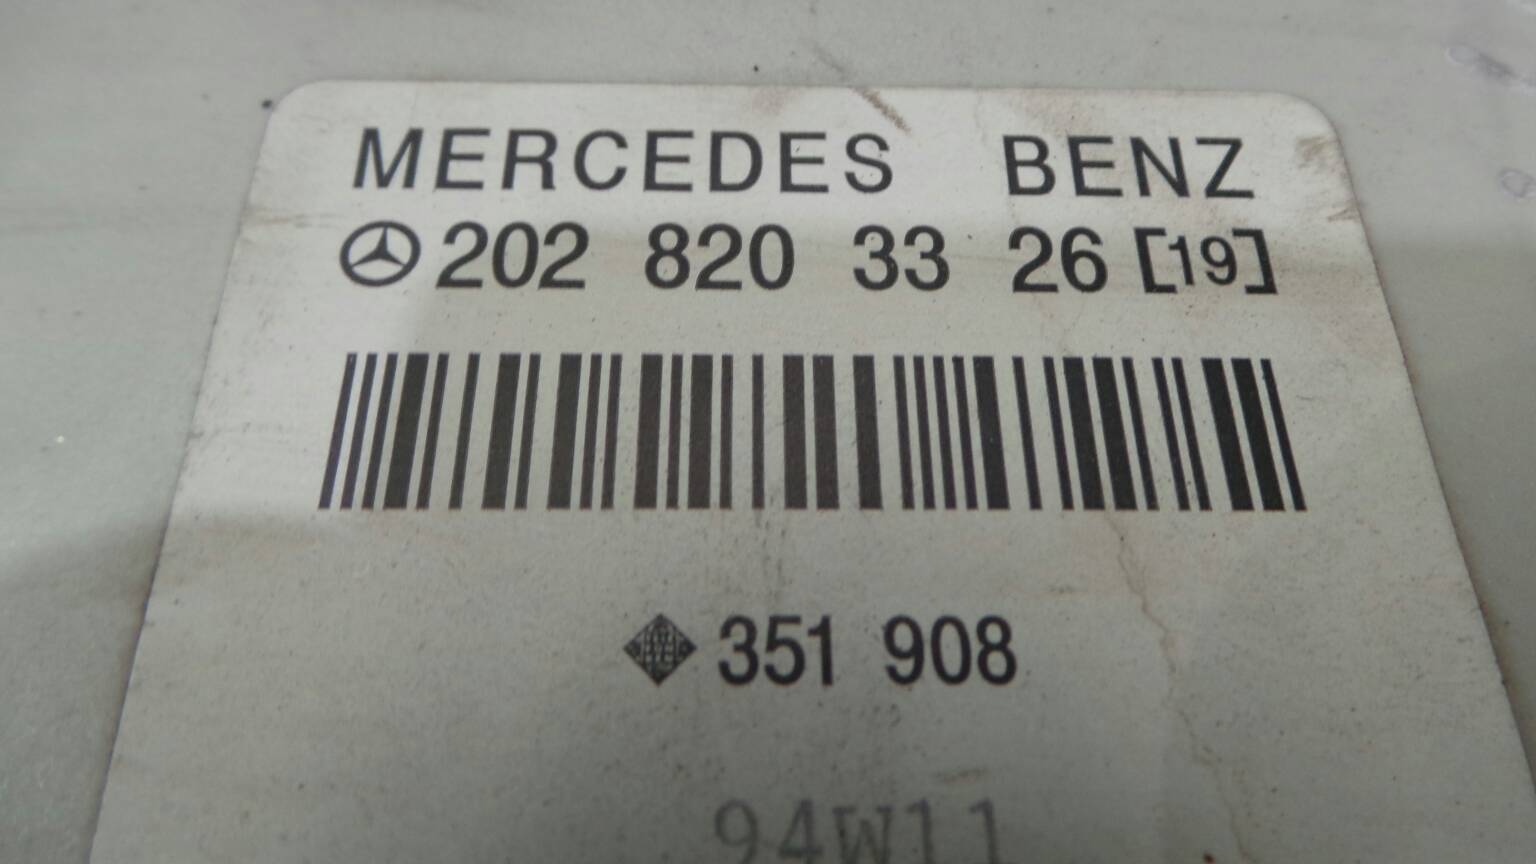 MERCEDES BENZ
202 820 33 26 [19]
351 908
94W11